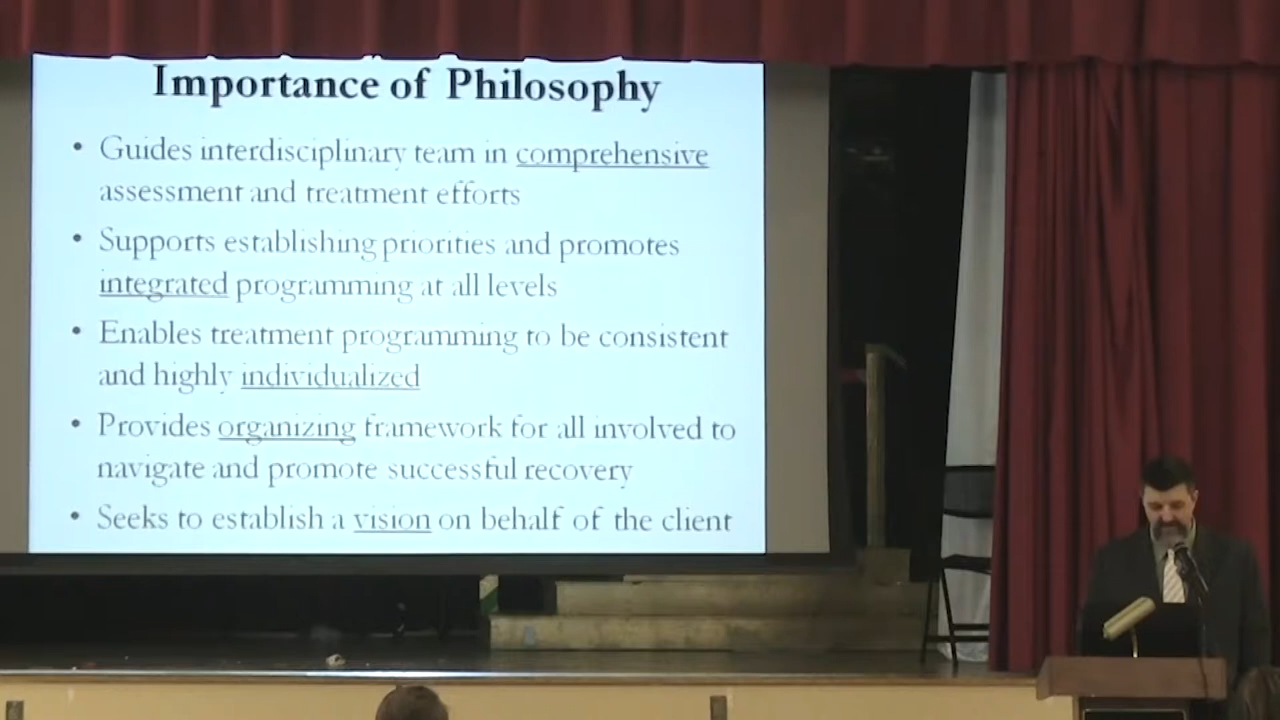 Importance of Philosophy
• Guides interdisciplinary team in comprehensive
assessment and treatment efforts
• Supports establishing priorities and promotes
integrated programming at all levels
• Enables treatment programming to be consistent
and highly individualized
• Provides organizing framework for all involved to
navigate and promote successful recovery
• Seeks to establish a vision on behalf of the client